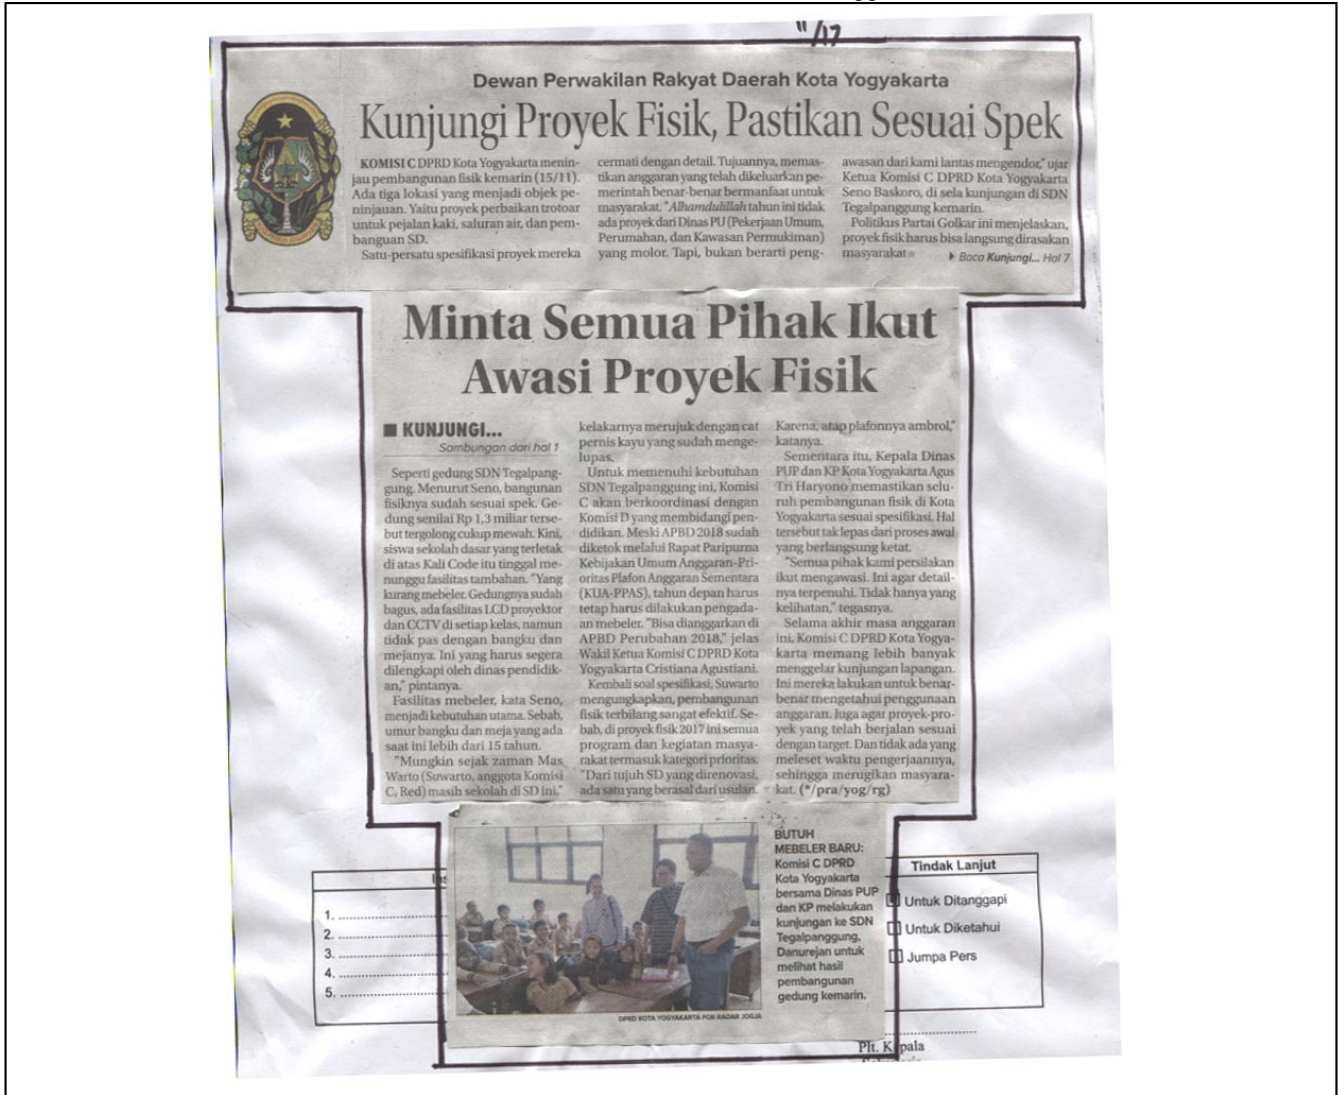 "/17
Dewan Perwakilan Rakyat Daerah Kota Yogyakarta
Kunjungi Proyek Fisik, Pastikan Sesuai Spek
KOMISI C DPRD Kota Yogyakarta menin-
jau pembangunan fisik kemarin (15/11).
Ada tiga lokasi yang menjadi objek pe-
ninjauan. Yaitu proyek perbaikan trotoar
untuk pejalan kaki, saluran air, dan pem-
banguan SD.
Satu-persatu spesifikasi proyek mereka
cermati dengan detail. Tujuannya, memas-
tikan anggaran yang telah dikeluarkan pe-
merintah benar-benar bermanfaat untuk
masyarakat. "Alhamdulillah tahun ini tidak
ada proyek dari Dinas PU (Pekerjaan Umum,
Perumahan, dan Kawasan Permukiman)
yang molor. Tapi, bukan berarti peng-
awasan dari kami lantas mengendor," ujar
Ketua Komisi C DPRD Kota Yogyakarta
Seno Baskoro, di sela kunjungan di SDN
Tegalpanggung kemarin.
Politikus Partai Golkar ini menjelaskan,
proyek fisik harus bisa langsung dirasakan
masyarakat
Baca Kunjungi... Hal 7
Minta Semua Pihak Ikut
Awasi Proyek Fisik
KUNJUNGI...
Sambungan dari hal 1
Seperti gedung SDN Tegalpang-
gung. Menurut Seno, bangunan
fisiknya sudah sesuai spek. Ge-
dung senilai Rp 1,3 miliar terse-
but tergolong cukup mewah. Kini,
siswa sekolah dasar yang terletak
di atas Kali Code itu tinggal me-
nunggu fasilitas tambahan. "Yang
kurang mebeler. Gedungnya sudah
bagus, ada fasilitas LCD proyektor
dan CCTV di setiap kelas, namun
tidak pas dengan bangku dan
mejanya. Ini yang harus segera
dilengkapi oleh dinas pendidik-
an," pintanya.
Fasilitas mebeler, kata Seno,
menjadi kebutuhan utama. Sebab,
umur bangku dan meja yang ada
saat ini lebih dari 15 tahun.
"Mungkin sejak zaman Mas
Warto (Suwarto, anggota Komisi
C, Red) masih sekolah di SD ini,"
kelakarnya merujuk dengan cat
pernis kayu yang sudah menge-
lupas.
Untuk memenuhi kebutuhan
SDN Tegalpanggung ini, Komisi
C akan berkoordinasi dengan
Komisi D yang membidangi pen-
didikan. Meski APBD 2018 sudah
diketok melalui Rapat Paripurna
Kebijakan Umum Anggaran-Pri-
oritas Plafon Anggaran Sementara
(KUA-PPAS), tahun depan harus
tetap harus dilakukan pengada-
an mebeler. "Bisa dianggarkan di
APBD Perubahan 2018," jelas
Wakil Ketua Komisi C DPRD Kota
Yogyakarta Cristiana Agustiani.
Kembali soal spesifikasi, Suwarto
mengungkapkan, pembangunan
fisik terbilang sangat efektif. Se-
bab, di proyek fisik 2017 ini semua
program dan kegiatan masya-
rakat termasuk kategori prioritas.
"Dari tujuh SD yang direnovasi,
ada satu yang berasal dari usulan.
Karena, atap plafonnya ambrol,"
katanya.
Sementara itu, Kepala Dinas
PUP dan KP Kota Yogyakarta Agus
Tri Haryono memastikan selu-
ruh pembangunan fisik di Kota
Yogyakarta sesuai spesifikasi. Hal
tersebut tak lepas dari proses awal
yang berlangsung ketat.
"Semua pihak kami persilakan
ikut mengawasi. Ini agar detail-
nya terpenuhi. Tidak hanya yang
kelihatan," tegasnya.
Selama akhir masa anggaran
ini, Komisi C DPRD Kota Yogya-
karta memang lebih banyak
menggelar kunjungan lapangan.
Ini mereka lakukan untuk benar-
benar mengetahui penggunaan
anggaran. Juga agar proyek-pro-
yek yang telah berjalan sesuai
dengan target. Dan tidak ada yang
meleset waktu pengerjaannya,
sehingga merugikan masyara-
kat. (*/pra/yog/rg)
BUTUH
MEBELER BARU:
Komisi C DPRD
Kota Yogyakarta
bersama Dinas PUP
dan KP melakukan
kunjungan ke SDN
Tegalpanggung,
Danurejan untuk
melihat hasil
pembangunan
gedung kemarin.
DPRD KOTA YOGYAKARTA FOR RADAR JOGJA
1. ..............
2. ..............
3. ..............
4. ..............
5. ..............
Tindak Lanjut
Untuk Ditanggapi
Untuk Diketahui
Jumpa Pers
Plt. Kepala